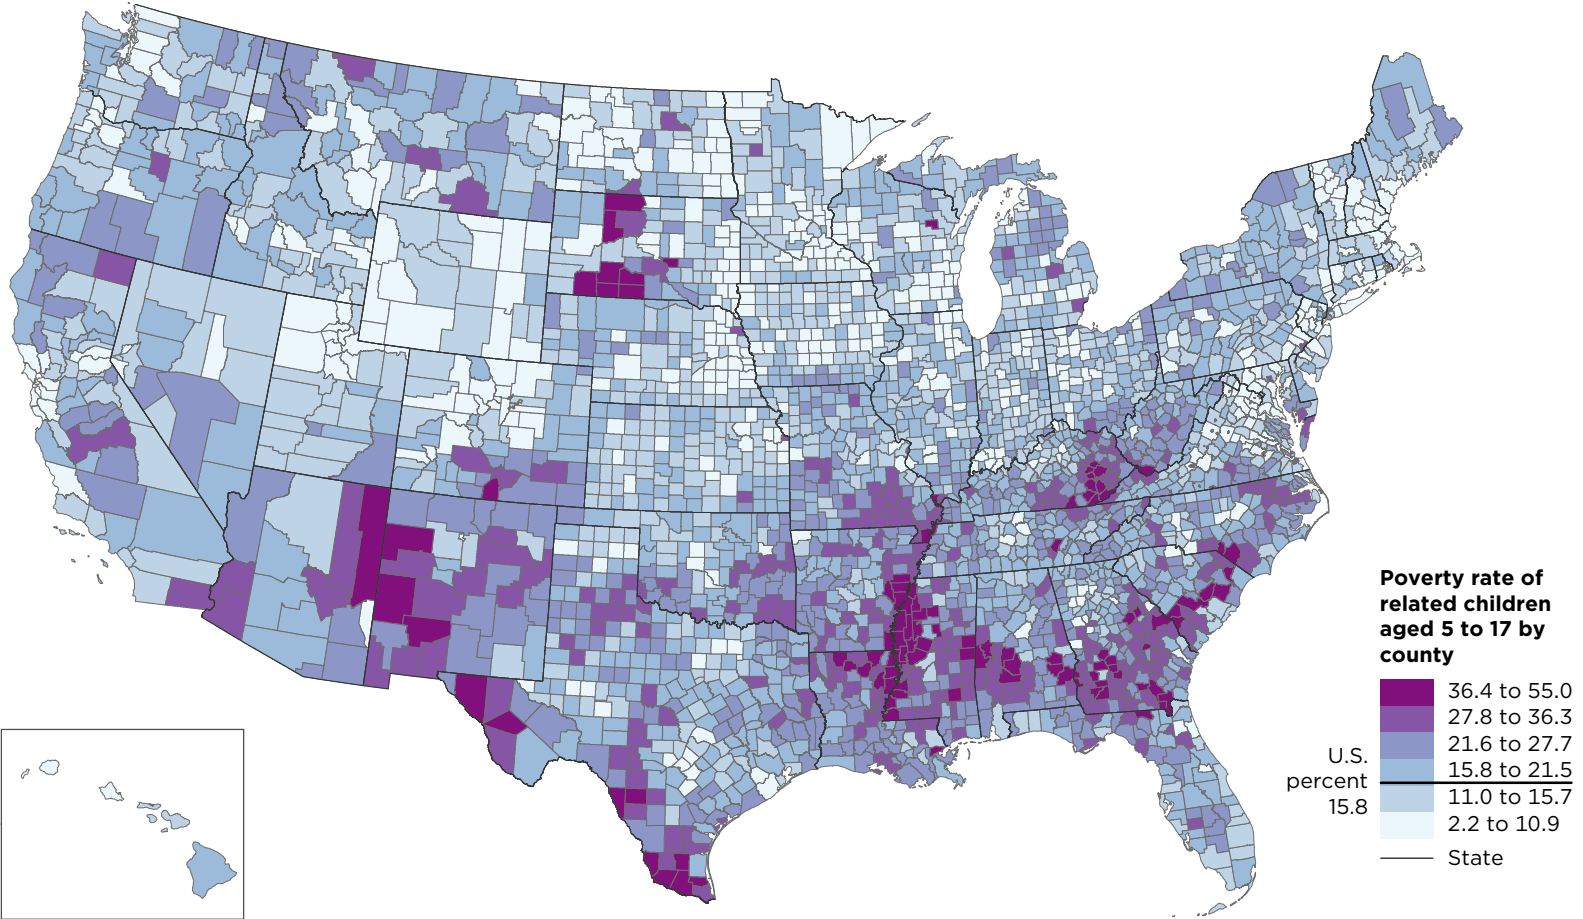 Poverty rate of
related children
aged 5 to 17 by
county
36.4 to 55.0
27.8 to 36.3
21.6 to 27.7
15.8 to 21.5
11.0 to 15.7
2.2 to 10.9
State
U.S.
percent
15.8